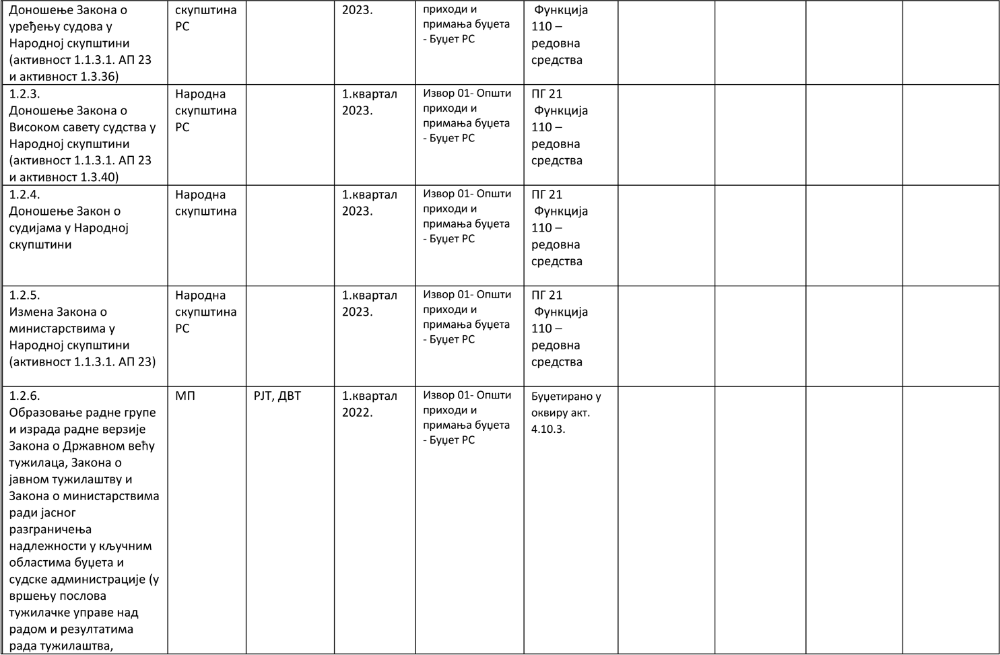 Доношење Закона о
уређењу судова у
Народној скупштини
(активност 1.1.3.1. АП 23
и активност 1.3.36)
скупштина
РС
2023.
приходи и
примања буџета
- Буџет РС
Функција
110 –
редовна
средства
1.2.3.
Доношење Закона о
Високом савету судства у
Народној скупштини
(активност 1.1.3.1. АП 23
и активност 1.3.40)
Народна
скупштина
РС
1.квартал
2023.
Извор 01- Општи
приходи и
примања буџета
- Буџет РС
ПГ 21
Функција
110 –
редовна
средства
1.2.4.
Доношење Закон о
судијама у Народној
скупштини
Народна
скупштина
1.квартал
2023.
Извор 01- Општи
приходи и
примања буџета
- Буџет РС
ПГ 21
Функција
110 –
редовна
средства
1.2.5.
Измена Закона о
министарствима у
Народној скупштини
(активност 1.1.3.1. АП 23)
Народна
скупштина
РС
1.квартал
2023.
Извор 01- Општи
приходи и
примања буџета
- Буџет РС
ПГ 21
Функција
110 –
редовна
средства
1.2.6.
Образовање радне групе
и израда радне верзије
Закона о Државном већу
тужилаца, Закона о
јавном тужилаштву и
Закона о министарствима
ради јасног
разграничења
надлежности у кључним
областима буџета и
судске администрације (у
вршењу послова
тужилачке управе над
радом и резултатима
рада тужилаштва,
МП
РЈТ, ДВТ
1.квартал
2022.
Извор 01- Општи
приходи и
примања буџета
- Буџет РС
Буџетирано у
оквиру акт.
4.10.3.